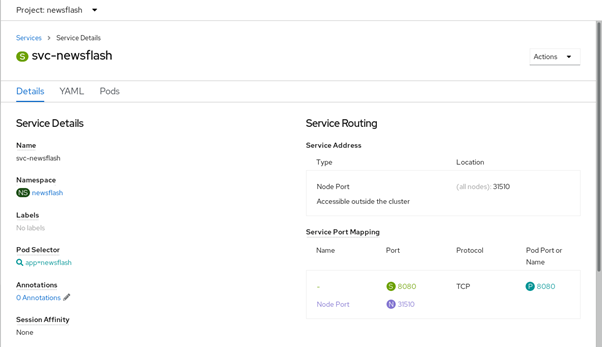 Project: newsflash
Services > Service Details
S svc-newsflash
Actions
Details YAML Pods
Service Details
Name
svc-newsflash
Namespace
NS newsflash
Labels
No labels
Pod Selector
app=newsflash
Annotations
0 Annotations
Session Affinity
None
Service Routing
Service Address
Type Location
Node Port (all nodes): 31510
Accessible outside the cluster
Service Port Mapping
Name Port Protocol Pod Port or
Name
- S 8080 TCP P 8080
Node Port N 31510